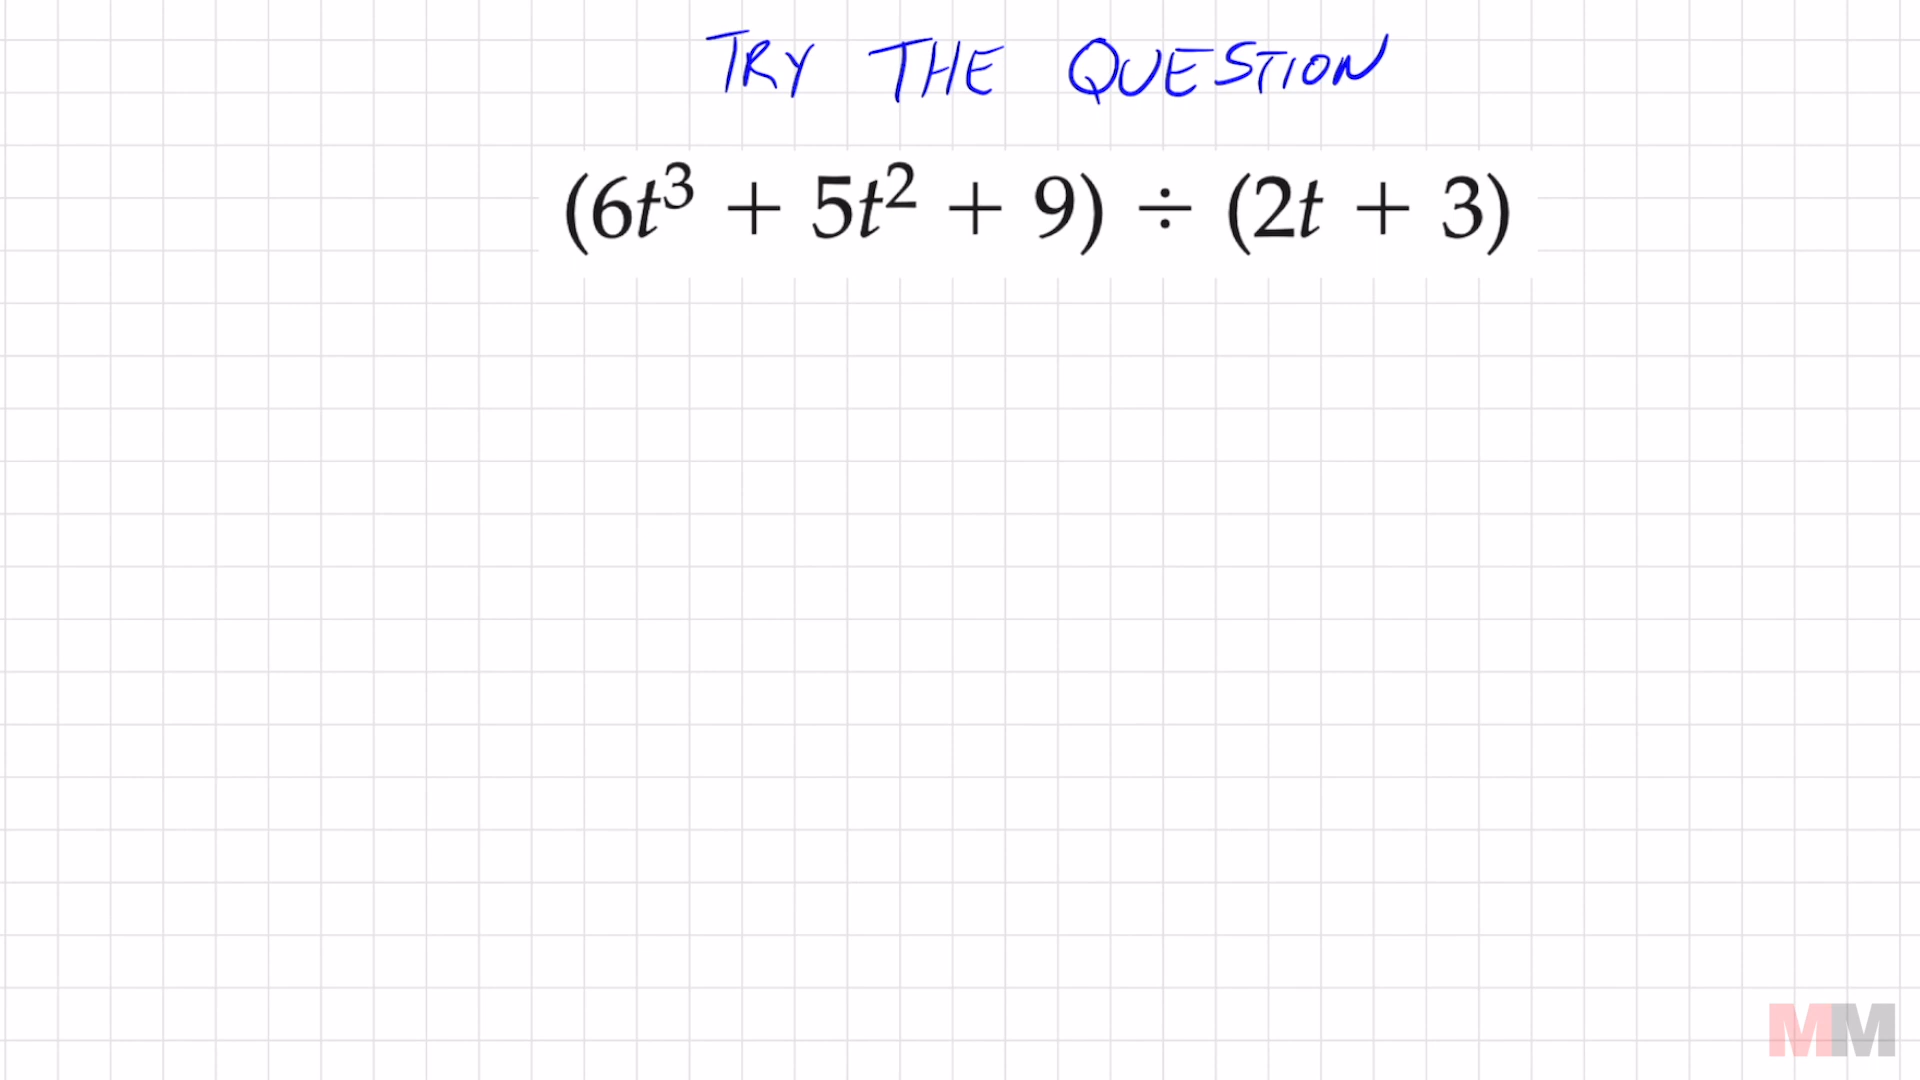 TRY THE QUESTION
(6t³ + 5t² + 9) ÷ (2t + 3)
MM